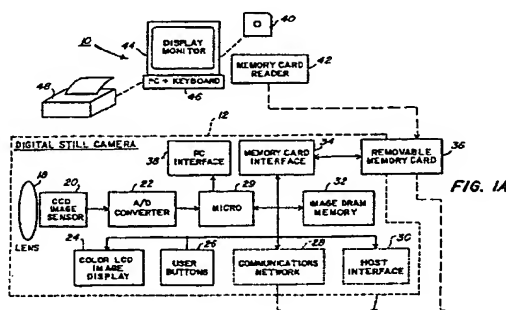 10
44
DISPLAY
MONITOR
40
MEMORY CARD
READER
42
48
PC + KEYBOARD
46
12
DIGITAL STILL CAMERA
38
PC
INTERFACE
34
MEMORY CARD
INTERFACE
REMOVABLE
MEMORY CARD
36
FIG. 1A
18
LENS
20
CCD
IMAGE
SENSOR
22
A/D
CONVERTER
29
MICRO
32
IMAGE DRAM
MEMORY
24
COLOR LCD
IMAGE
DISPLAY
26
USER
BUTTONS
28
COMMUNICATIONS
NETWORK
30
HOST
INTERFACE